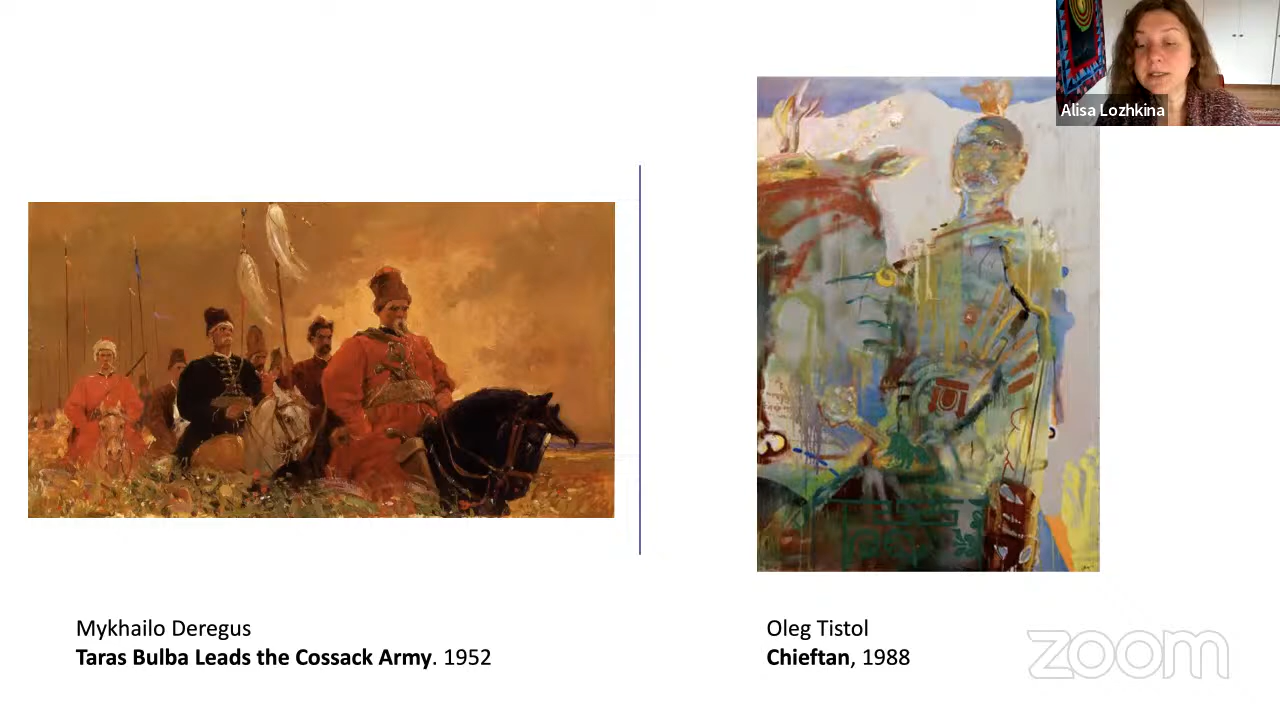 Alisa Lozhkina
Mykhailo Deregus
Taras Bulba Leads the Cossack Army. 1952
Oleg Tistol
Chieftan, 1988
zoom